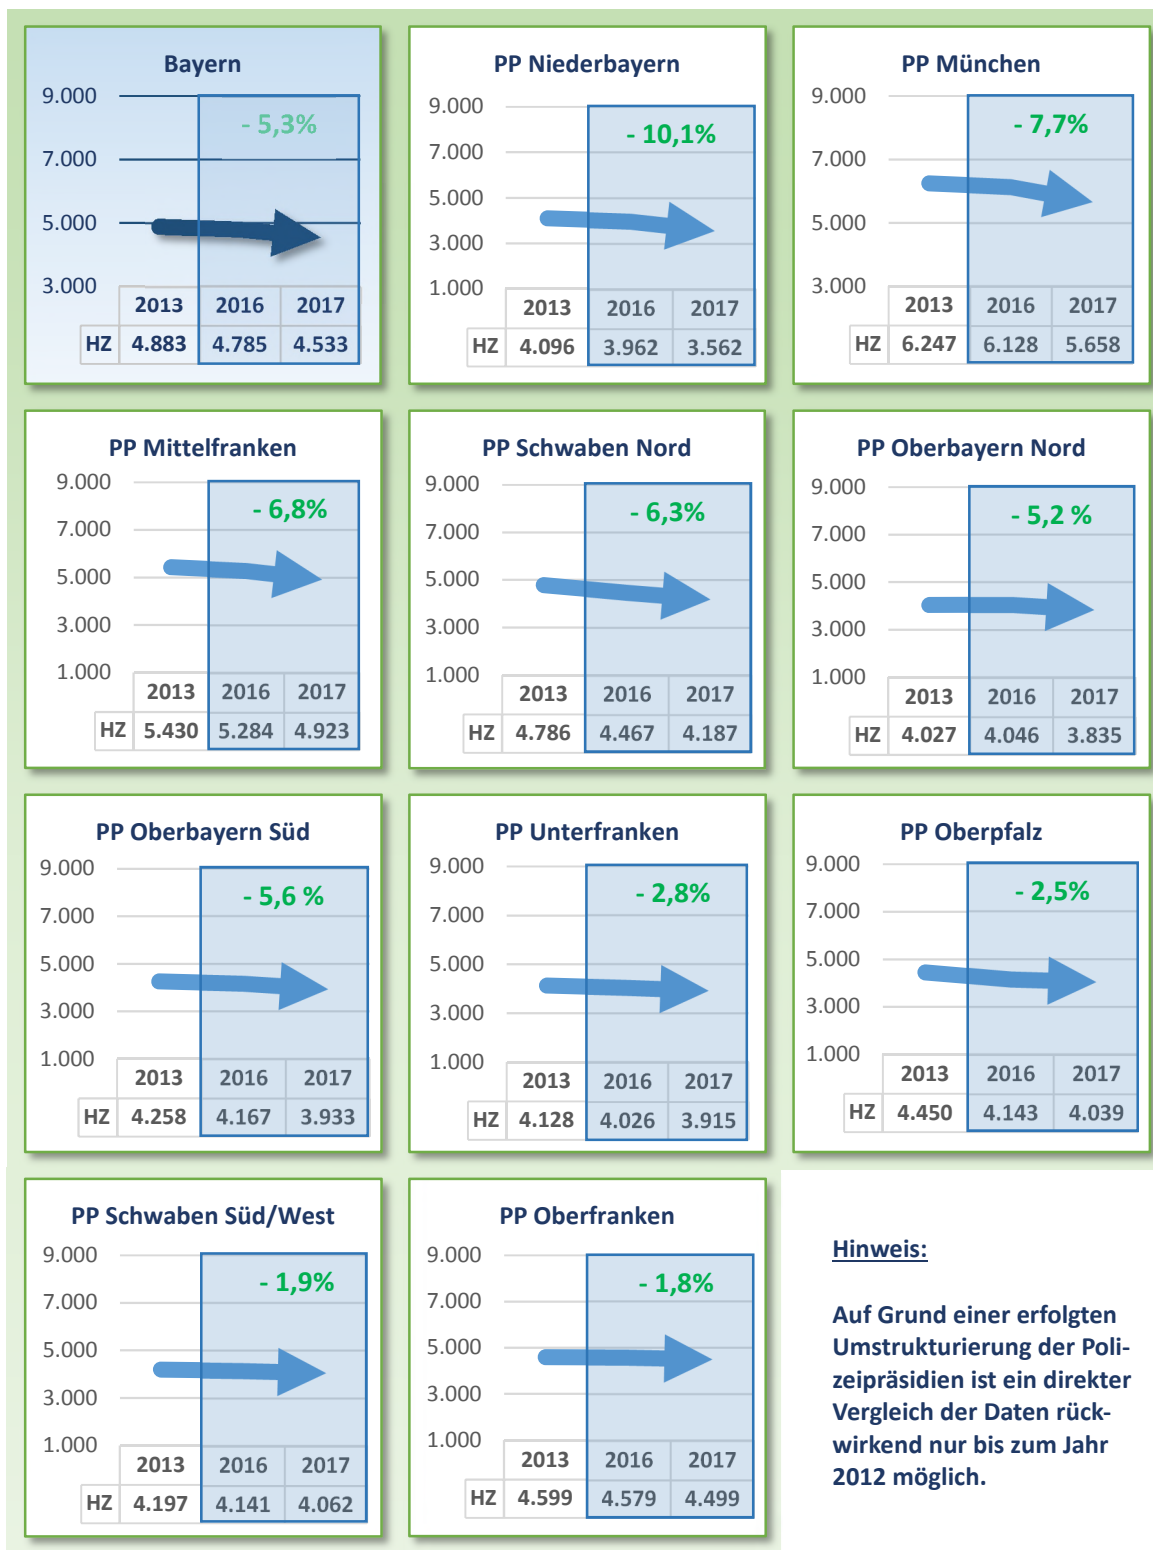 Bayern
9.000
- 5,3%
7.000
5.000
3.000
2013 2016 2017
HZ 4.883 4.785 4.533
PP Niederbayern
9.000
- 10,1%
7.000
5.000
3.000
1.000
2013 2016 2017
HZ 4.096 3.962 3.562
PP München
9.000
- 7,7%
7.000
5.000
3.000
2013 2016 2017
HZ 6.247 6.128 5.658
PP Mittelfranken
9.000
- 6,8%
7.000
5.000
3.000
1.000
2013 2016 2017
HZ 5.430 5.284 4.923
PP Schwaben Nord
9.000
- 6,3%
7.000
5.000
3.000
1.000
2013 2016 2017
HZ 4.786 4.467 4.187
PP Oberbayern Nord
9.000
- 5,2 %
7.000
5.000
3.000
1.000
2013 2016 2017
HZ 4.027 4.046 3.835
PP Oberbayern Süd
9.000
- 5,6 %
7.000
5.000
3.000
1.000
2013 2016 2017
HZ 4.258 4.167 3.933
PP Unterfranken
9.000
- 2,8%
7.000
5.000
3.000
1.000
2013 2016 2017
HZ 4.128 4.026 3.915
PP Oberpfalz
9.000
- 2,5%
7.000
5.000
3.000
1.000
2013 2016 2017
HZ 4.450 4.143 4.039
PP Schwaben Süd/West
9.000
- 1,9%
7.000
5.000
3.000
1.000
2013 2016 2017
HZ 4.197 4.141 4.062
PP Oberfranken
9.000
- 1,8%
7.000
5.000
3.000
1.000
2013 2016 2017
HZ 4.599 4.579 4.499
Hinweis:
Auf Grund einer erfolgten
Umstrukturierung der Poli-
zeipräsidien ist ein direkter
Vergleich der Daten rück-
wirkend nur bis zum Jahr
2012 möglich.